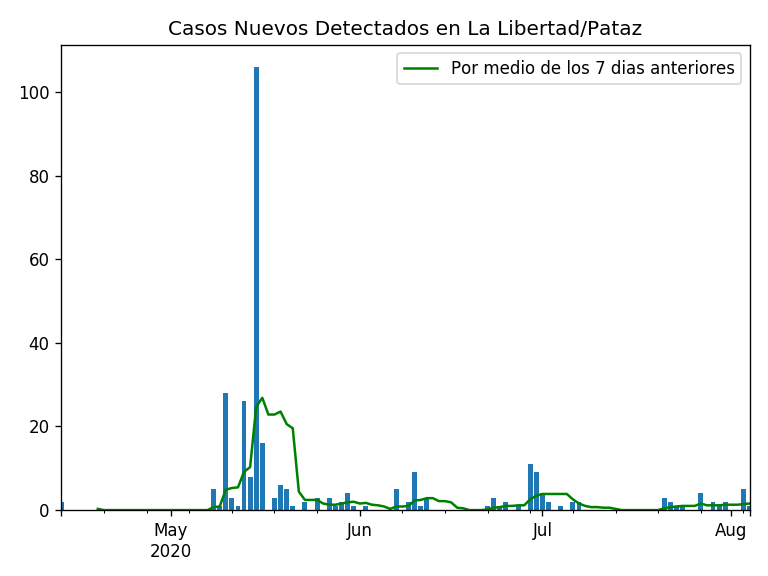 Casos Nuevos Detectados en La Libertad/Pataz
Por medio de los 7 dias anteriores
100
80
60
40
20
0
May
2020
Jun
Jul
Aug